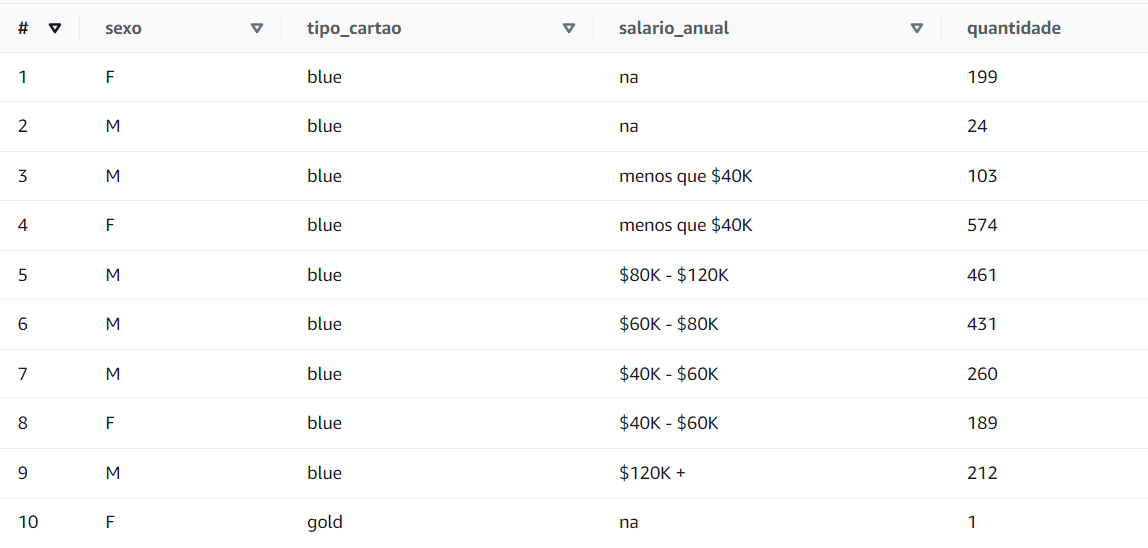 # sexo tipo_cartao salario_anual quantidade
1 F blue na 199
2 M blue na 24
3 M blue menos que $40K 103
4 F blue menos que $40K 574
5 M blue $80K - $120K 461
6 M blue $60K - $80K 431
7 M blue $40K - $60K 260
8 F blue $40K - $60K 189
9 M blue $120K + 212
10 F gold na 1